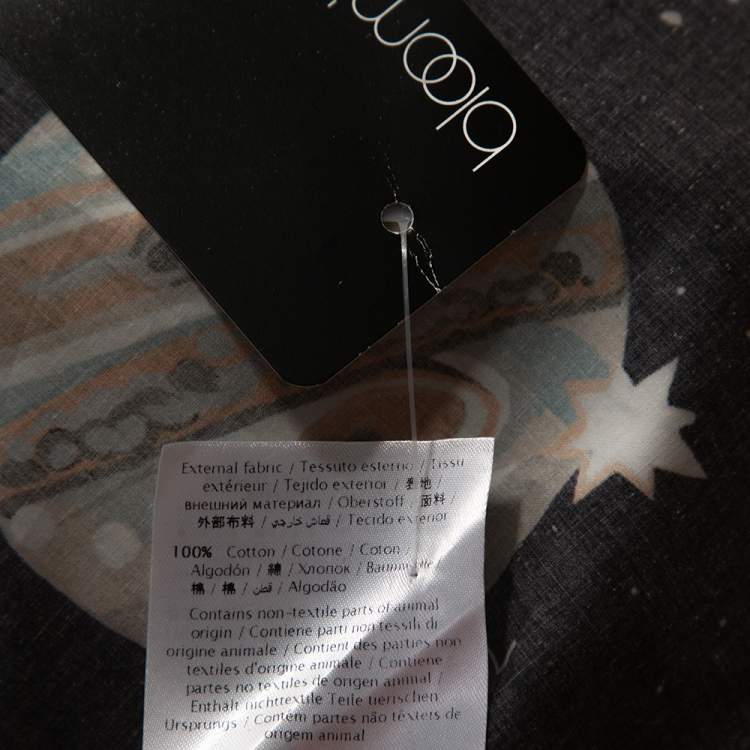 bloom
External fabric / Tessuto esterno / Tissu
extérieur / Tejido exterior / 表地 /
внешний материал / Oberstoff / 面料 /
外部布料 / قماش خارجي / Tecido exterior
100% Cotton / Cotone / Coton /
Algodón / 綿 / Хлопок / Baumwolle
棉 / 棉 / قطن / Algodão
Contains non-textile parts of animal
origin / Contiene parti non tessili di
origine animale / Contient des parties non
textiles d'origine animale / Contiene
partes no textiles de origen animal /
Enthält nichttextile Teile tierischen
Ursprungs / Contém partes não têxteis de
origem animal